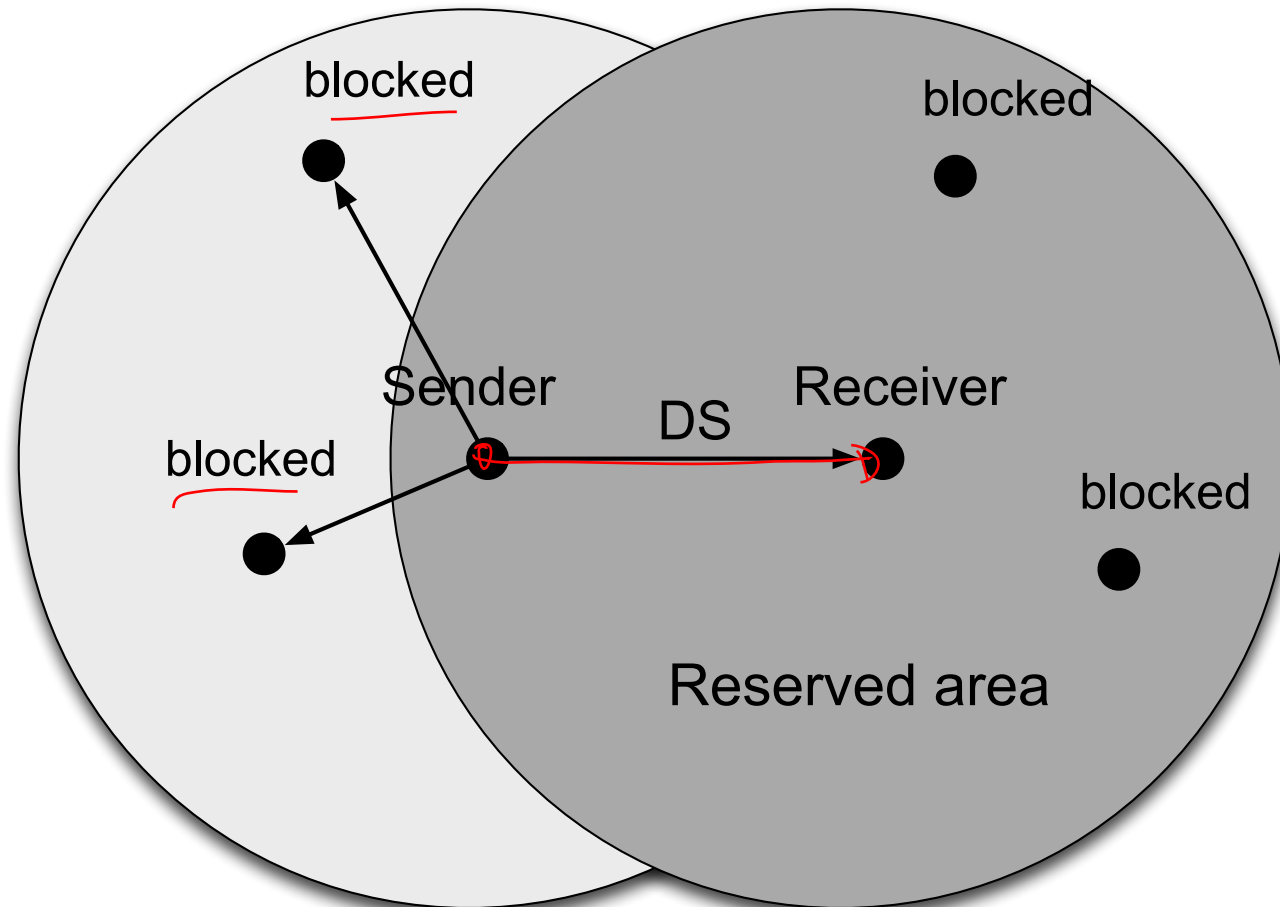 blocked
blocked
Sender
Receiver
DS
blocked
blocked
Reserved area